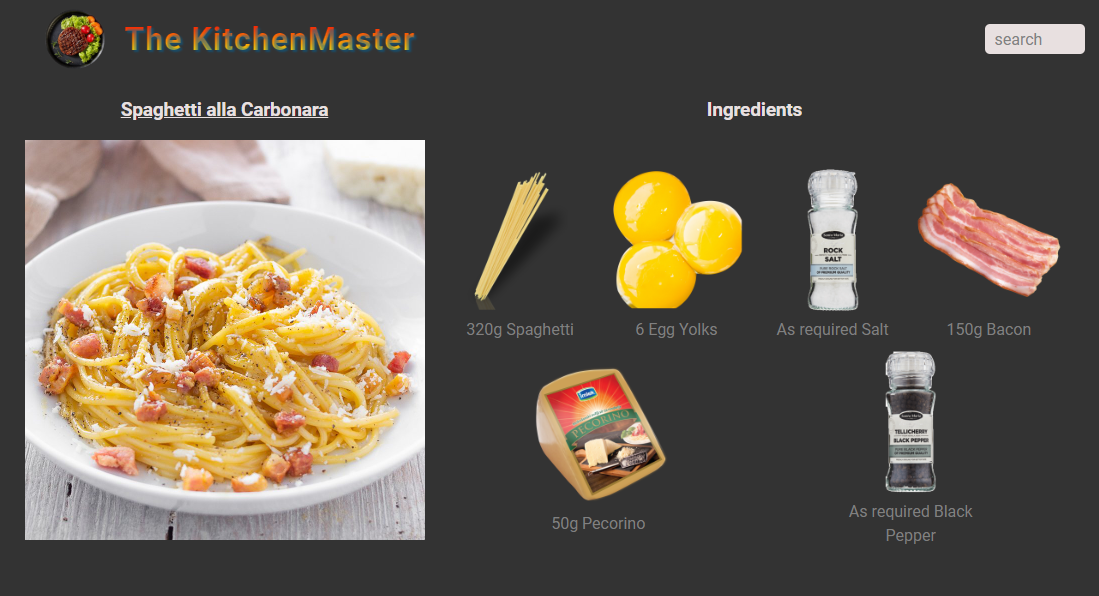 The KitchenMaster
search
Spaghetti alla Carbonara
Ingredients
ROCK
SALT
320g Spaghetti
6 Egg Yolks
As required Salt
150g Bacon
PECORINO
TELLICHERRY
BLACK PEPPER
50g Pecorino
As required Black
Pepper